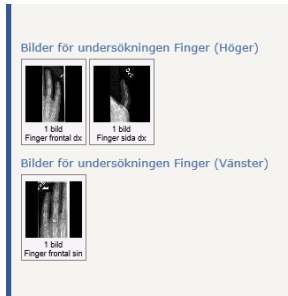 Bilder för undersökningen Finger (Höger)
1 bild
Finger frontal dx
1 bild
Finger sida dx
Bilder för undersökningen Finger (Vänster)
1 bild
Finger frontal sin